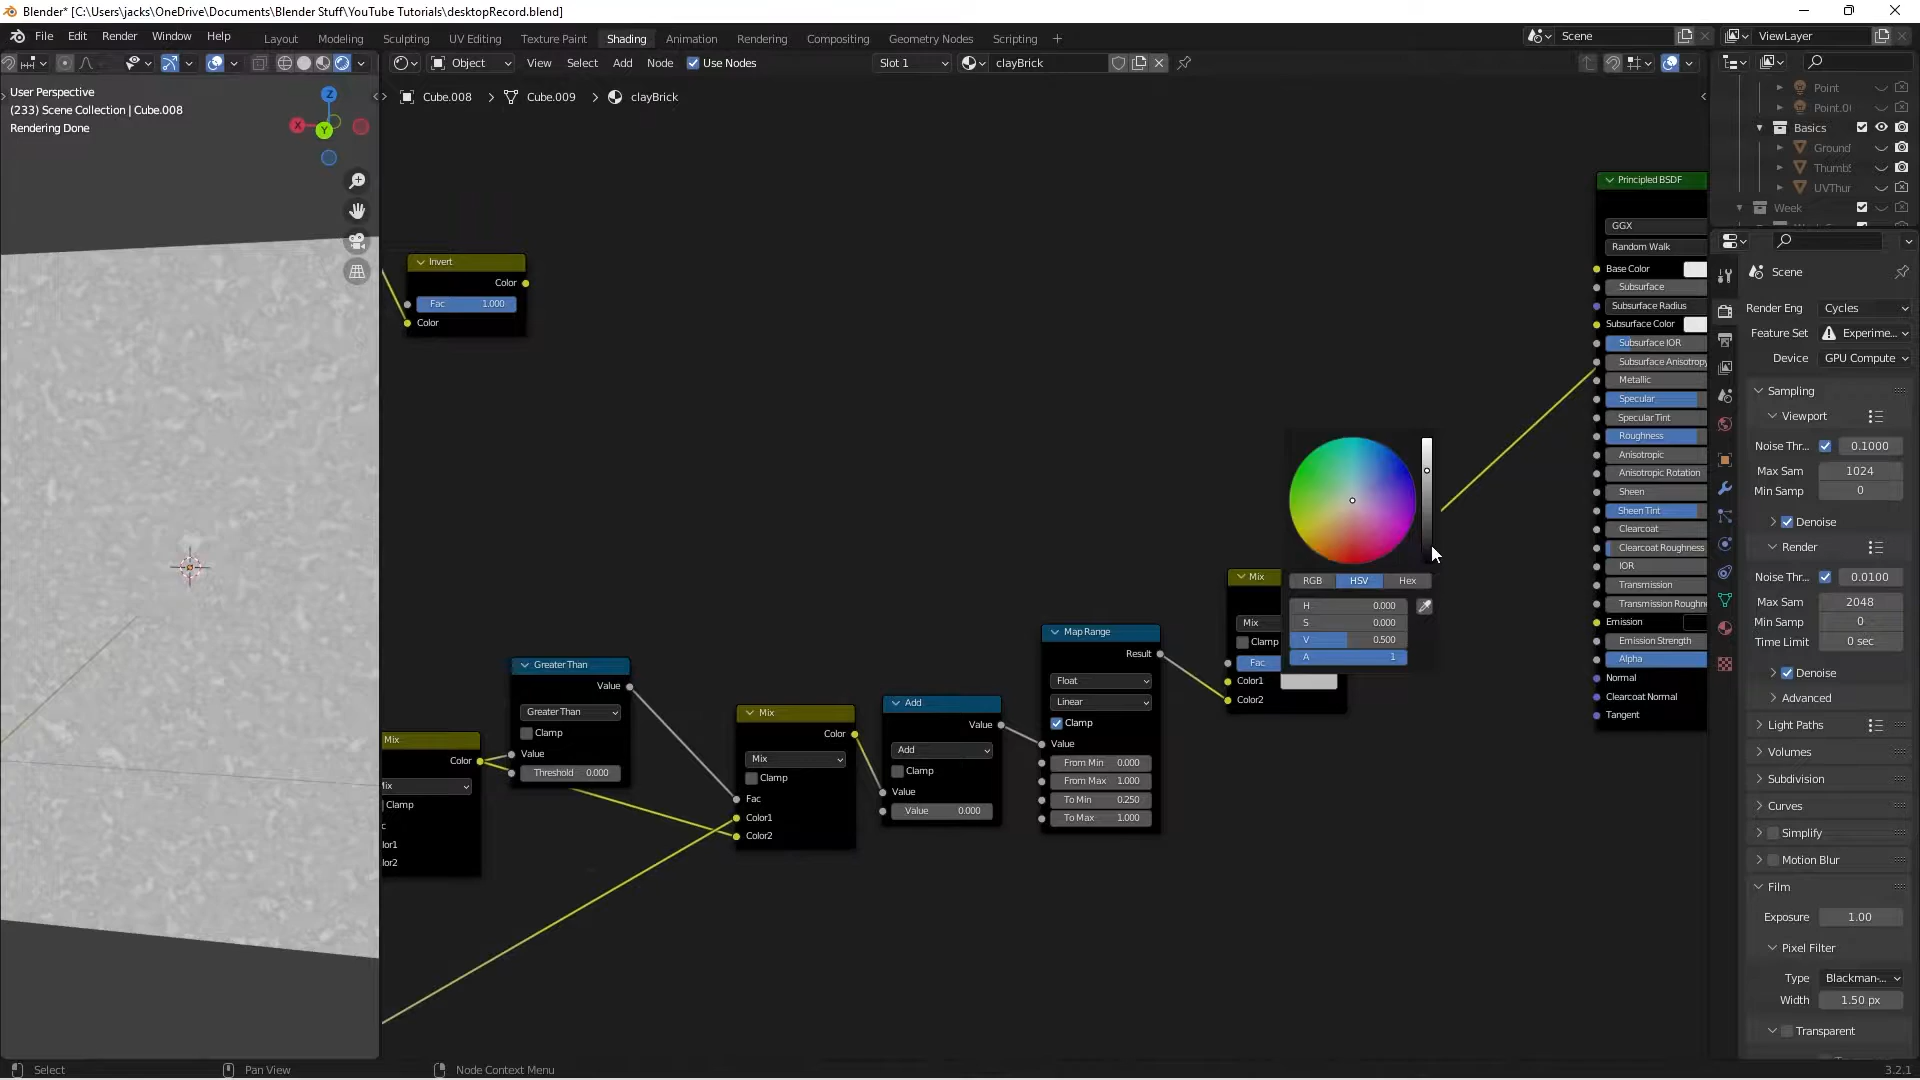 Blender* [C:\Users\jacks\OneDrive\Documents\Blender Stuff\YouTube Tutorials\desktopRecord.blend]
File Edit Render Window Help Layout Modeling Sculpting UV Editing Texture Paint Shading Animation Rendering Compositing Geometry Nodes Scripting + Scene ViewLayer
Object View Select Add Node Use Nodes Slot 1 clayBrick
User Perspective
(233) Scene Collection | Cube.008
Rendering Done
Cube.008 > Cube.009 > clayBrick
Point
Basics
Ground
UVThur
Week
Scene
Render Eng Cycles
Feature Set Experime...
Device GPU Compute
Sampling
Viewport
Noise Thr... 0.1000
Max Sam 1024
Min Samp 0
Denoise
Render
Noise Thr... 0.0100
Max Sam 2048
Min Samp 0
Time Limit 0 sec
Denoise
Advanced
Light Paths
Volumes
Subdivision
Curves
Simplify
Motion Blur
Film
Exposure 1.00
Pixel Filter
Type Blackman-...
Width 1.50 px
Transparent
Invert
Color
Fac 1.000
Color
Principled BSDF
GGX
Random Walk
Base Color
Subsurface
Subsurface Radius
Subsurface Color
Subsurface IOR
Subsurface Anisotropy
Metallic
Specular
Specular Tint
Roughness
Anisotropic
Anisotropic Rotation
Sheen
Sheen Tint
Clearcoat
Clearcoat Roughness
IOR
Transmission
Transmission Roughn
Emission
Emission Strength
Alpha
Normal
Clearcoat Normal
Tangent
RGB HSV Hex
H 0.000
S 0.000
V 0.500
A 1
Mix
Mix
Clamp
Fac
Color1
Color2
Map Range
Result
Float
Linear
Clamp
Value
From Min 0.000
From Max 1.000
To Min 0.250
To Max 1.000
Greater Than
Value
Greater Than
Clamp
Value
Threshold 0.000
Mix
Color
Mix
Clamp
Fac
Color1
Color2
Add
Value
Add
Clamp
Value
Value 0.000
Mix
Color
Clamp
Select Pan View Node Context Menu 3.2.1